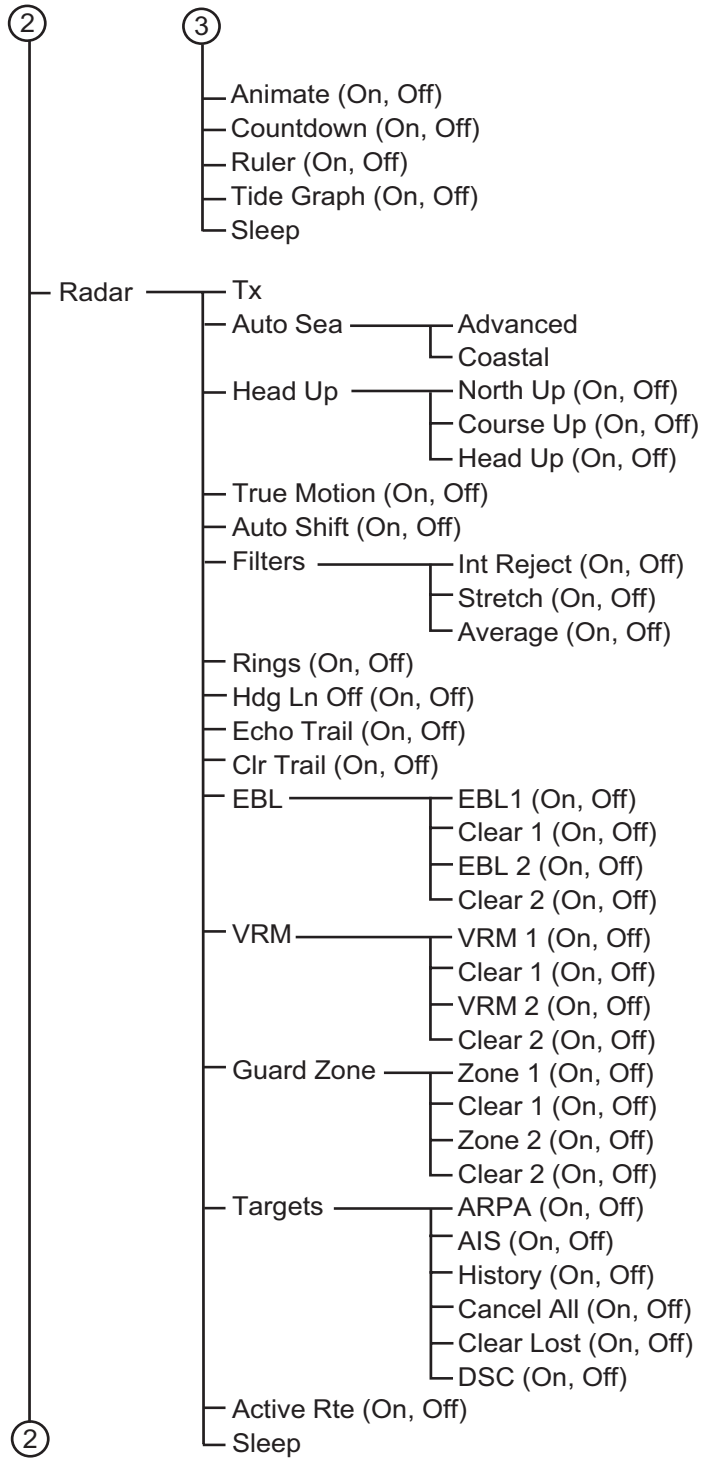 2 3
Animate (On, Off)
Countdown (On, Off)
Ruler (On, Off)
Tide Graph (On, Off)
Sleep
Radar Tx
Auto Sea Advanced
Coastal
Head Up North Up (On, Off)
Course Up (On, Off)
Head Up (On, Off)
True Motion (On, Off)
Auto Shift (On, Off)
Filters Int Reject (On, Off)
Stretch (On, Off)
Average (On, Off)
Rings (On, Off)
Hdg Ln Off (On, Off)
Echo Trail (On, Off)
Clr Trail (On, Off)
EBL EBL1 (On, Off)
Clear 1 (On, Off)
EBL 2 (On, Off)
Clear 2 (On, Off)
VRM VRM 1 (On, Off)
Clear 1 (On, Off)
VRM 2 (On, Off)
Clear 2 (On, Off)
Guard Zone Zone 1 (On, Off)
Clear 1 (On, Off)
Zone 2 (On, Off)
Clear 2 (On, Off)
Targets ARPA (On, Off)
AIS (On, Off)
History (On, Off)
Cancel All (On, Off)
Clear Lost (On, Off)
DSC (On, Off)
Active Rte (On, Off)
2 Sleep